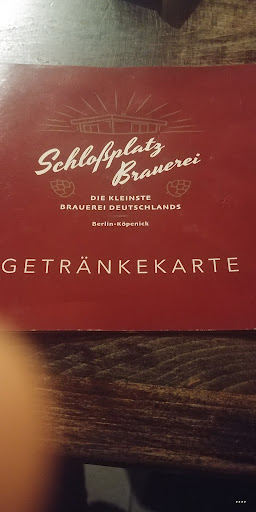 Schloßplatz
Brauerei
DIE KLEINSTE
BRAUEREI DEUTSCHLANDS
Berlin-Köpenick
GETRÄNKEKARTE